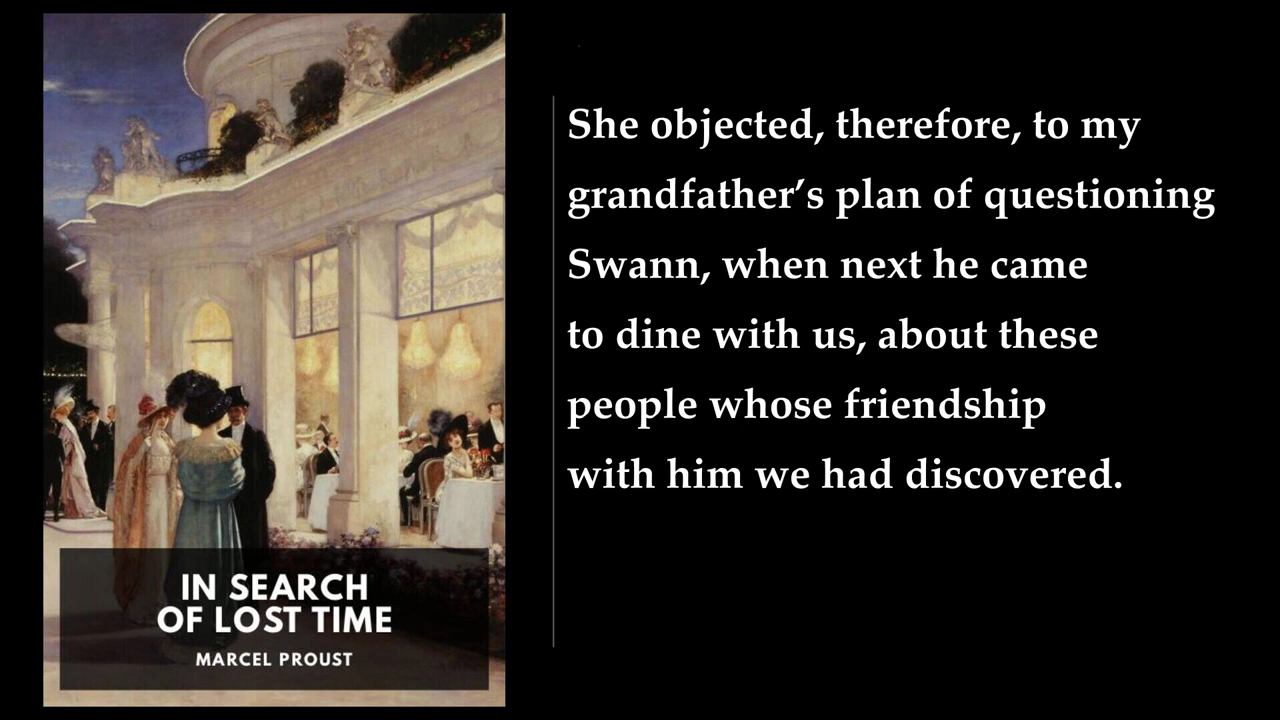 IN SEARCH
OF LOST TIME
MARCEL PROUST
She objected, therefore, to my
grandfather’s plan of questioning
Swann, when next he came
to dine with us, about these
people whose friendship
with him we had discovered.